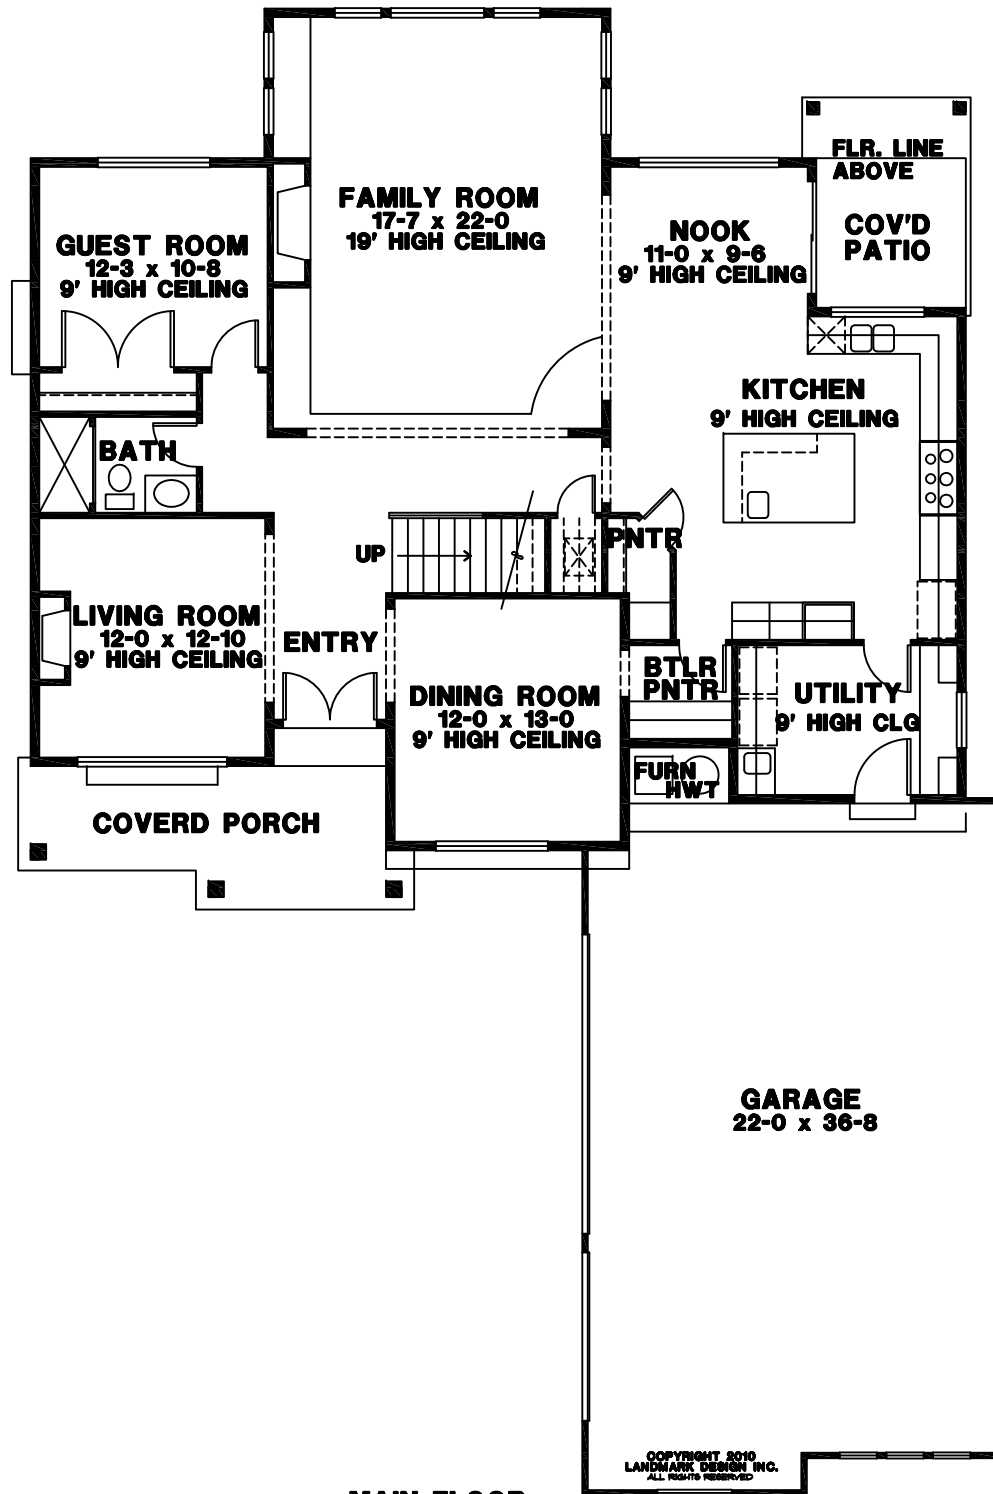 FAMILY ROOM
17-7 x 22-0
19' HIGH CEILING
FLR. LINE
ABOVE
COV'D
PATIO
NOOK
11-0 x 9-6
9' HIGH CEILING
GUEST ROOM
12-3 x 10-8
9' HIGH CEILING
KITCHEN
9' HIGH CEILING
BATH
UP
PNTR
LIVING ROOM
12-0 x 12-10
9' HIGH CEILING
ENTRY
DINING ROOM
12-0 x 13-0
9' HIGH CEILING
BTLR
PNTR
UTILITY
9' HIGH CLG
FURN
HWT
COVERD PORCH
GARAGE
22-0 x 36-8
COPYRIGHT 2010
LANDMARK DESIGN INC.
ALL RIGHTS RESERVED
MAIN FLOOR